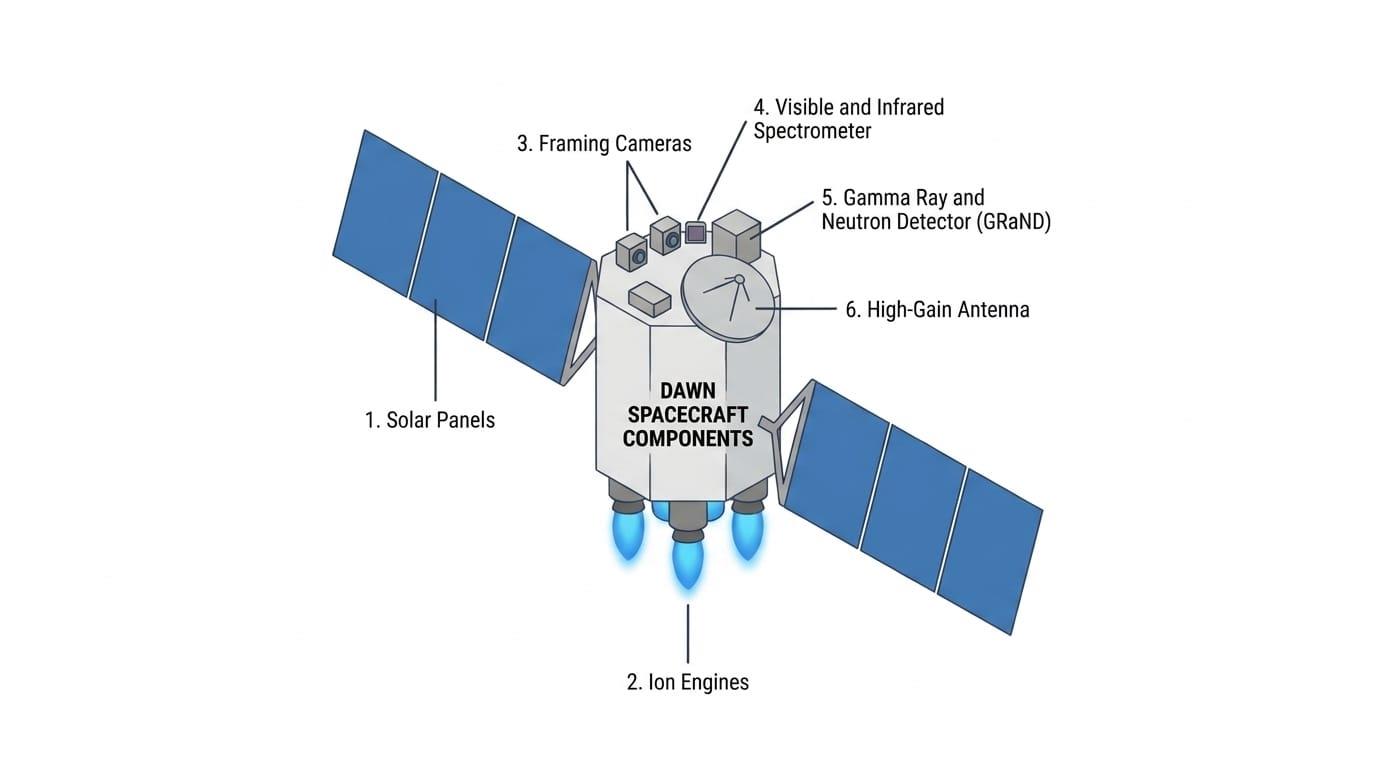 4. Visible and Infrared
Spectrometer
3. Framing Cameras
5. Gamma Ray and
Neutron Detector (GRaND)
6. High-Gain Antenna
DAWN
SPACECRAFT
COMPONENTS
1. Solar Panels
2. Ion Engines